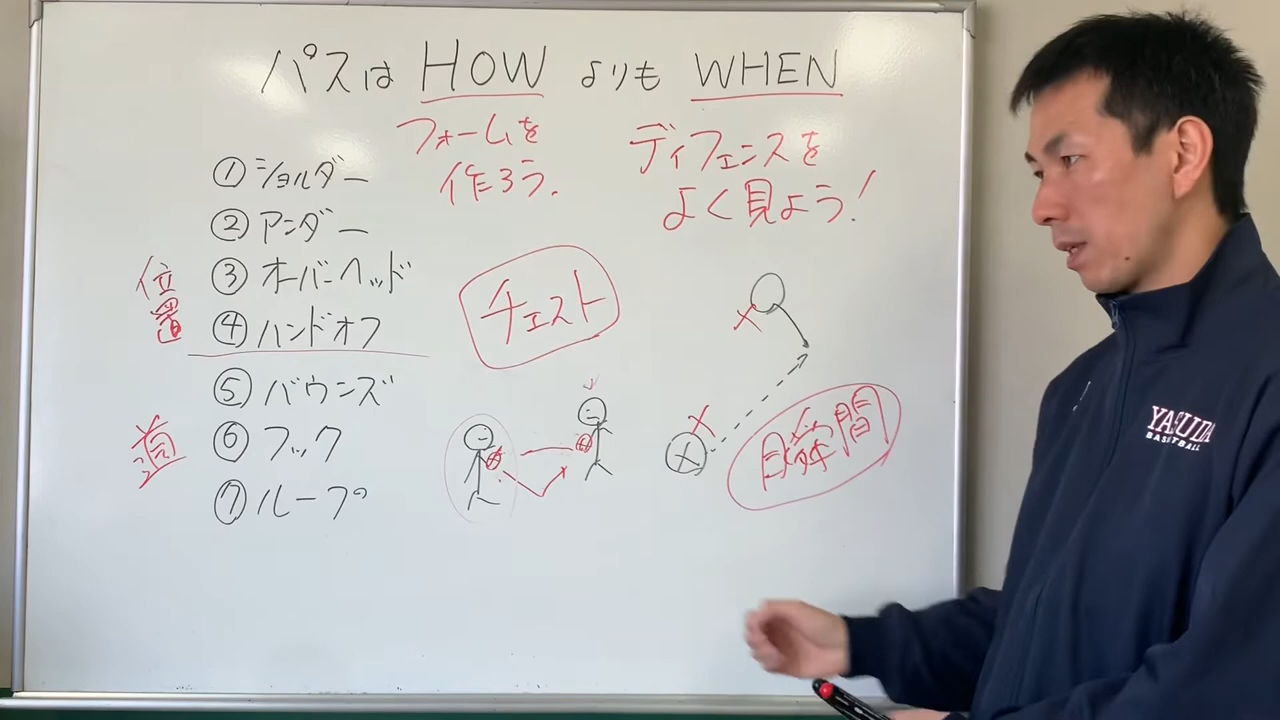 パスは HOW よりも WHEN
フォームを
作ろう.
ディフェンスを
よく見よう!
① ショルダー
② アンダー
③ オーバーヘッド
④ ハンドオフ
⑤ バウンズ
⑥ フック
⑦ ループ
位置
道
チェスト
瞬間
YASUDA
BASKETBALL